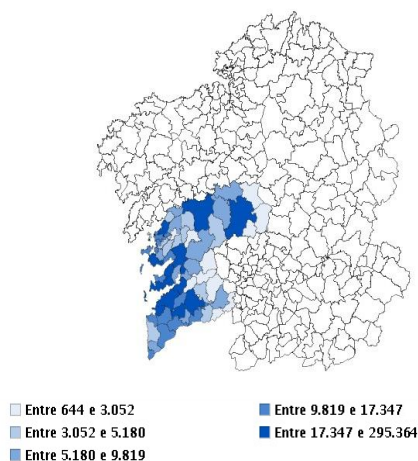 Entre 644 e 3.052
Entre 3.052 e 5.180
Entre 5.180 e 9.819
Entre 9.819 e 17.347
Entre 17.347 e 295.364